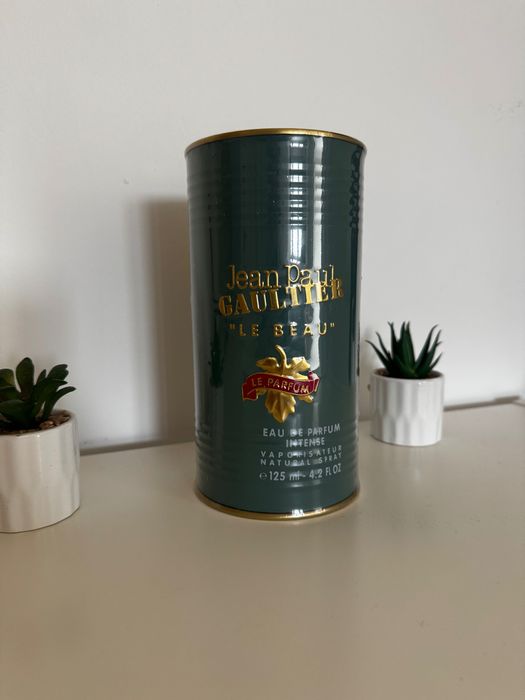 Jean Paul
GAULTIER
"LE BEAU"
LE PARFUM
EAU DE PARFUM
INTENSE
VAPORISATEUR
NATURAL SPRAY
℮125 ml - 4.2 FL OZ